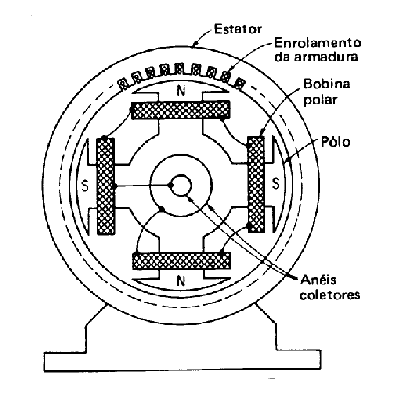 Estator
Enrolamento
da armadura
Bobina
polar
Pólo
N
S
S
N
Anéis
coletores